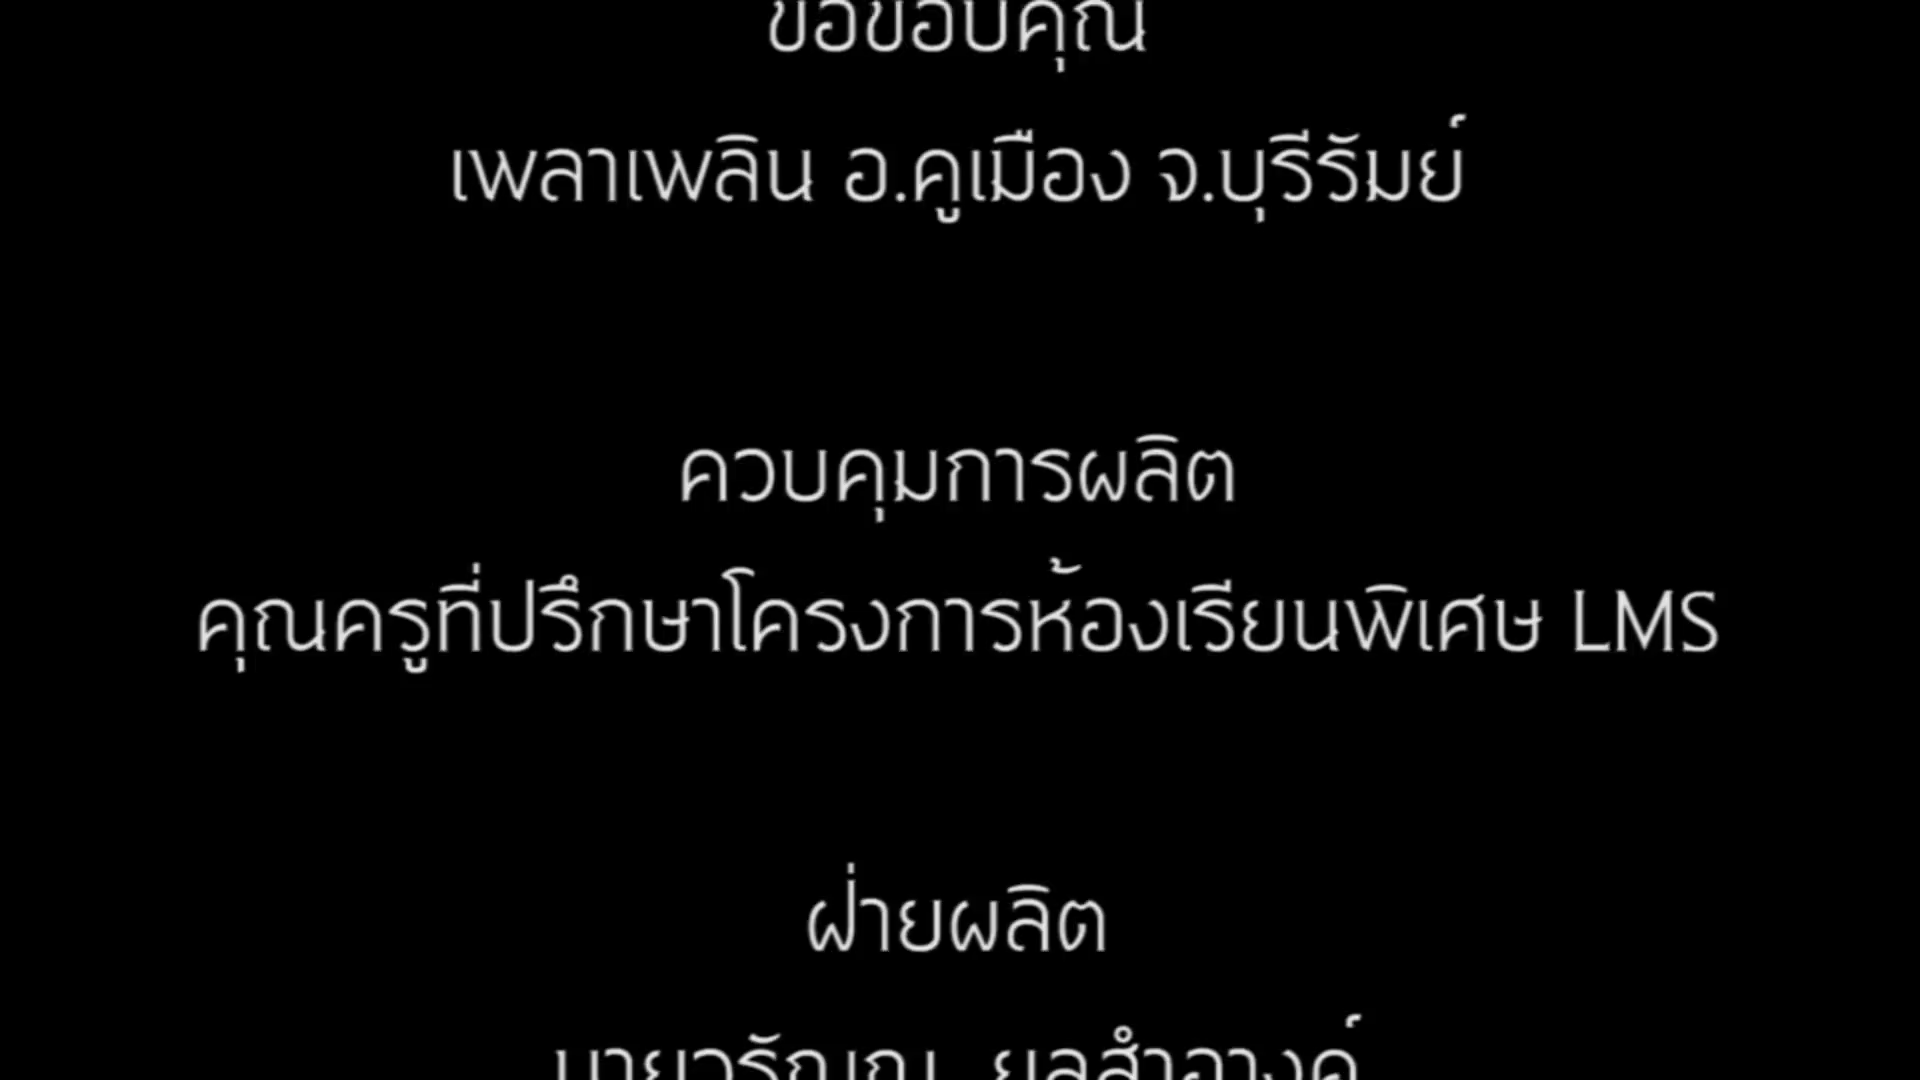 ขอขอบคุณ
เพลาเพลิน อ.คูเมือง จ.บุรีรัมย์
ควบคุมการผลิต
คุณครูที่ปรึกษาโครงการห้องเรียนพิเศษ LMS
ฝ่ายผลิต